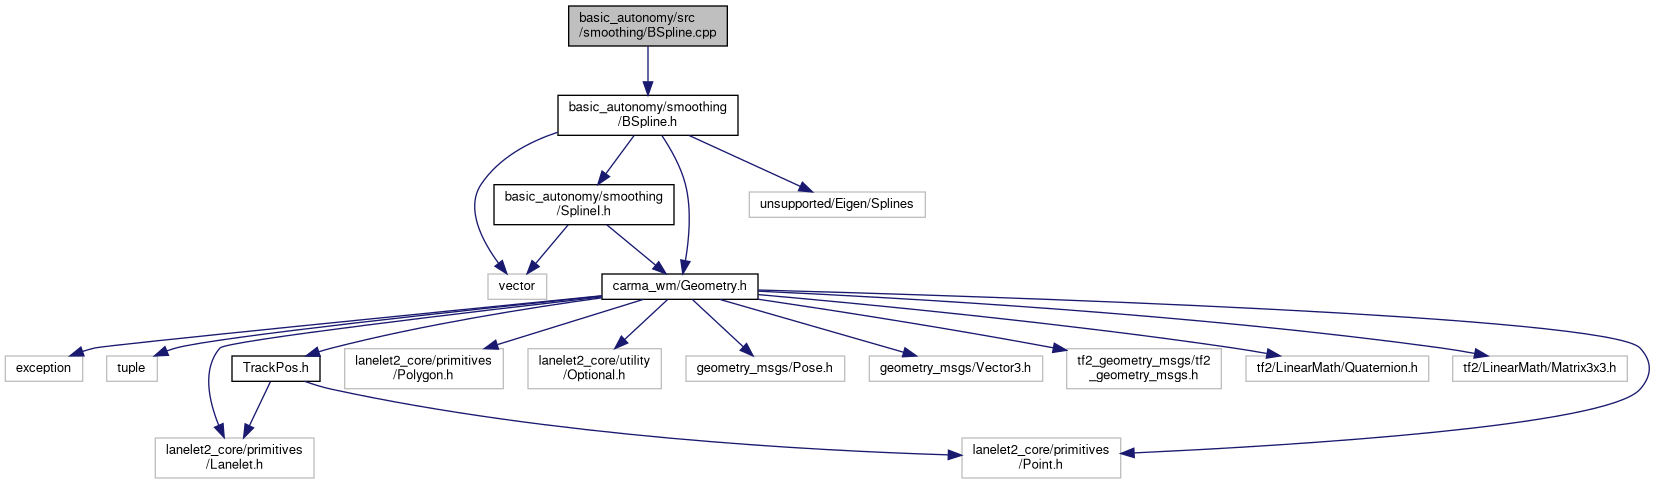 basic_autonomy/src
/smoothing/BSpline.cpp
basic_autonomy/smoothing
/BSpline.h
basic_autonomy/smoothing
/SplineI.h
unsupported/Eigen/Splines
vector
carma_wm/Geometry.h
exception
tuple
TrackPos.h
lanelet2_core/primitives
/Polygon.h
lanelet2_core/utility
/Optional.h
geometry_msgs/Pose.h
geometry_msgs/Vector3.h
tf2_geometry_msgs/tf2
_geometry_msgs.h
tf2/LinearMath/Quaternion.h
tf2/LinearMath/Matrix3x3.h
lanelet2_core/primitives
/Lanelet.h
lanelet2_core/primitives
/Point.h